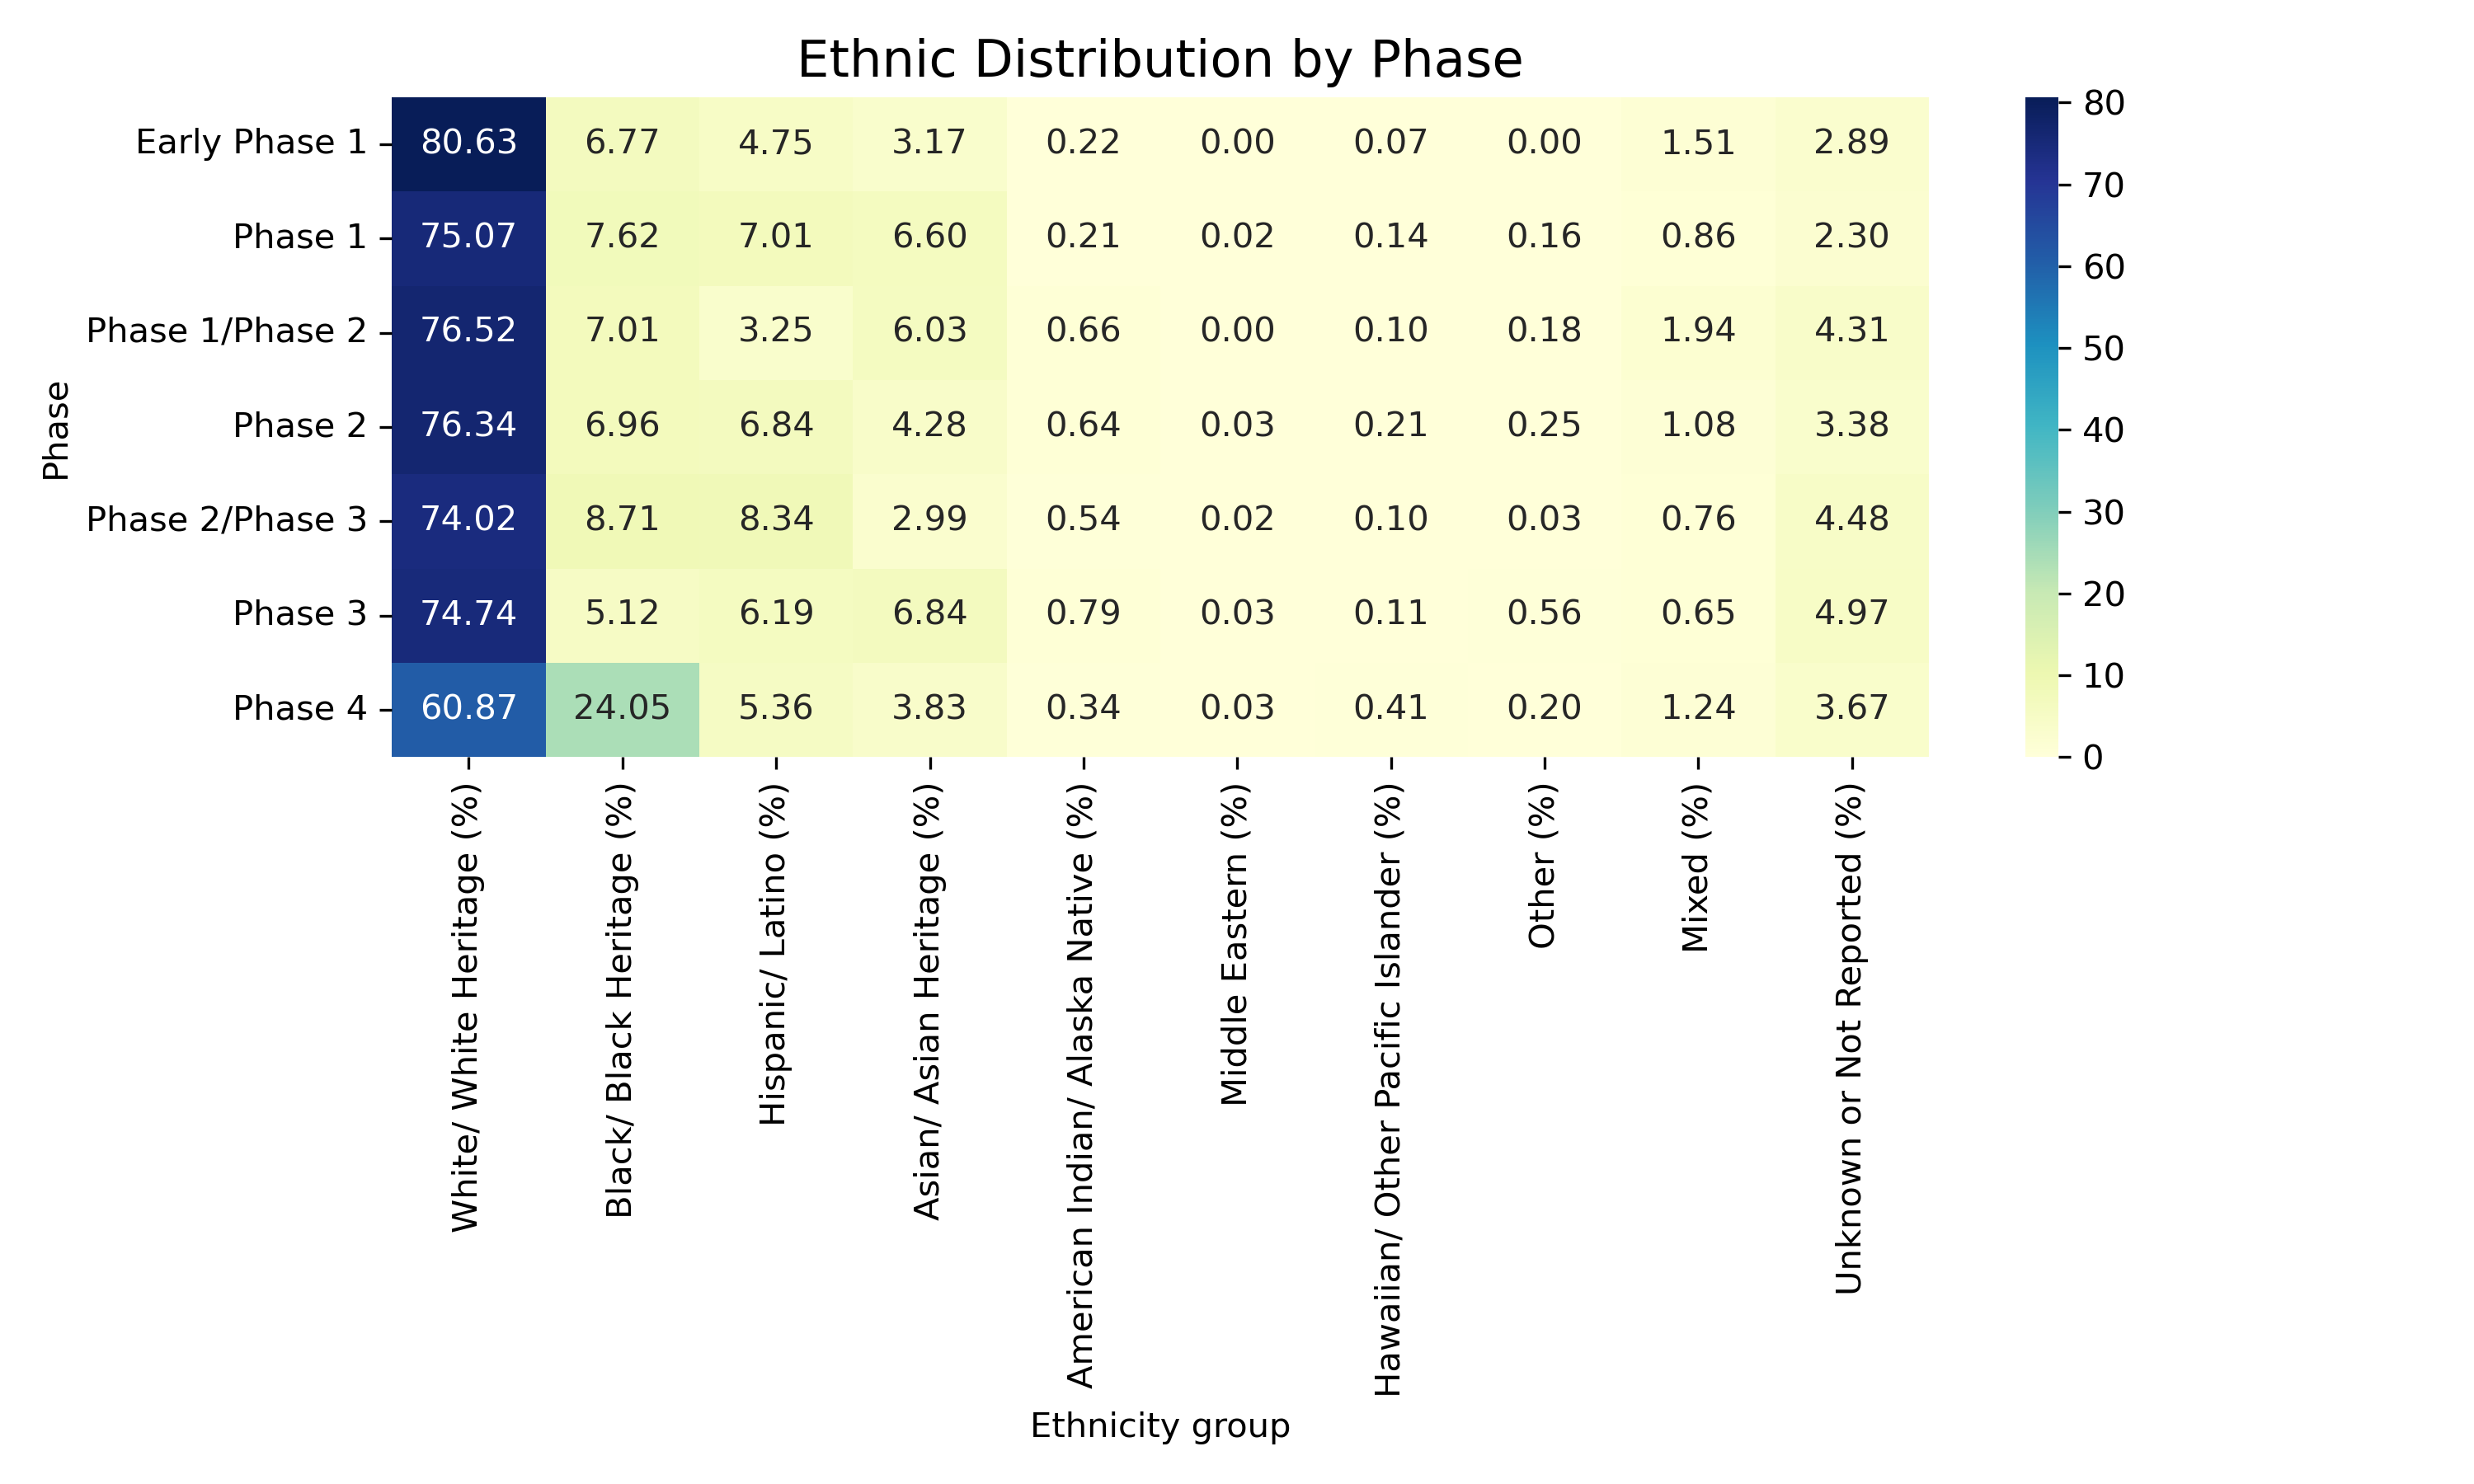 Ethnic Distribution by Phase
Phase
Early Phase 1 80.63 6.77 4.75 3.17 0.22 0.00 0.07 0.00 1.51 2.89
Phase 1 75.07 7.62 7.01 6.60 0.21 0.02 0.14 0.16 0.86 2.30
Phase 1/Phase 2 76.52 7.01 3.25 6.03 0.66 0.00 0.10 0.18 1.94 4.31
Phase 2 76.34 6.96 6.84 4.28 0.64 0.03 0.21 0.25 1.08 3.38
Phase 2/Phase 3 74.02 8.71 8.34 2.99 0.54 0.02 0.10 0.03 0.76 4.48
Phase 3 74.74 5.12 6.19 6.84 0.79 0.03 0.11 0.56 0.65 4.97
Phase 4 60.87 24.05 5.36 3.83 0.34 0.03 0.41 0.20 1.24 3.67
White/ White Heritage (%)
Black/ Black Heritage (%)
Hispanic/ Latino (%)
Asian/ Asian Heritage (%)
American Indian/ Alaska Native (%)
Middle Eastern (%)
Hawaiian/ Other Pacific Islander (%)
Other (%)
Mixed (%)
Unknown or Not Reported (%)
Ethnicity group
80
70
60
50
40
30
20
10
0